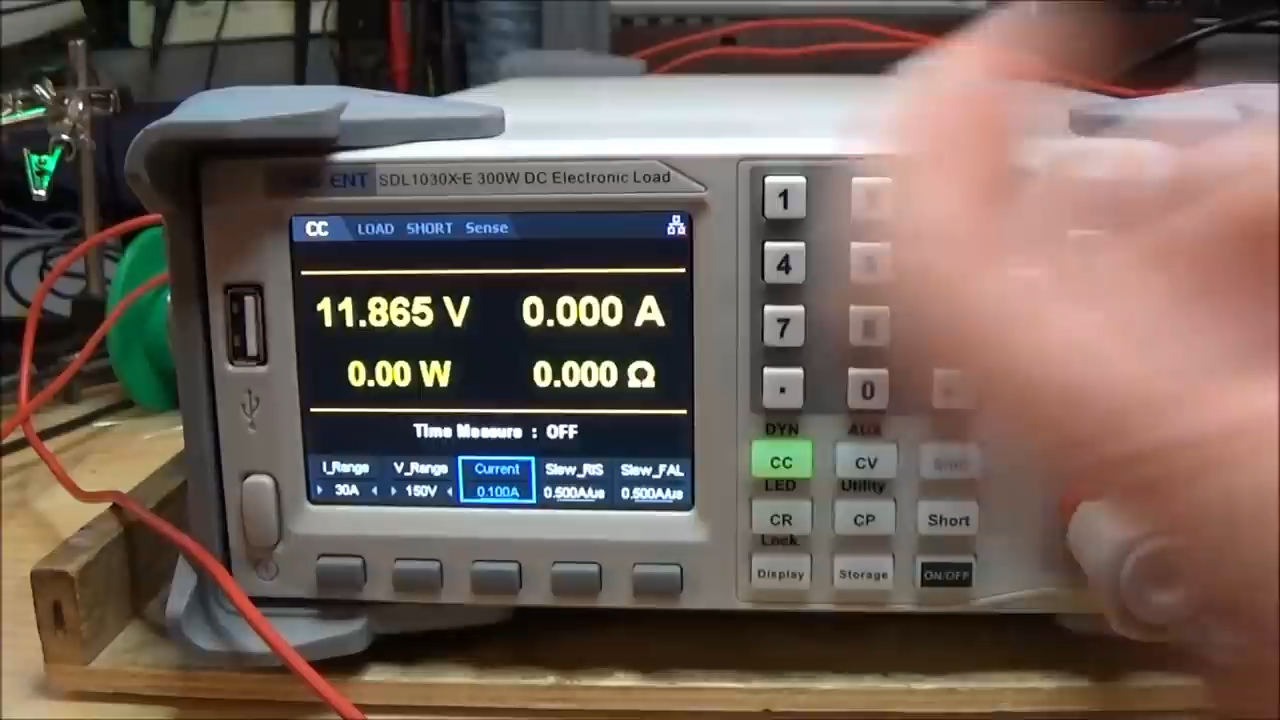 ENT SDL1030X-E 300W DC Electronic Load
CC LOAD SHORT Sense
11.865 V 0.000 A
0.00 W 0.000 Ω
Time Measure : OFF
I_Range V_Range Current Slew_RIS Slew_FAL
30A 150V 0.100A 0.500A/us 0.500A/us
1
4
7
. 0
DYN AUX
CC CV
LED Utility
CR CP Short
Lock
Display Storage ON/OFF